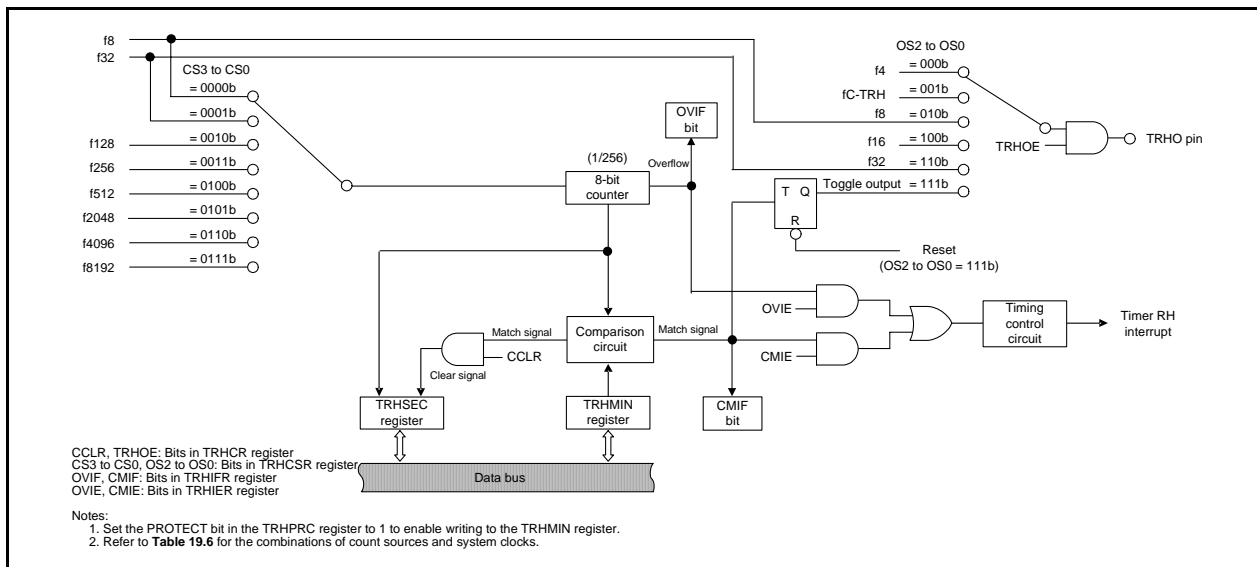 f8
f32
CS3 to CS0
= 0000b
= 0001b
f128 = 0010b
f256 = 0011b
f512 = 0100b
f2048 = 0101b
f4096 = 0110b
f8192 = 0111b
(1/256)
8-bit
counter
Overflow
OVIF
bit
OS2 to OS0
f4 = 000b
fC-TRH = 001b
f8 = 010b
f16 = 100b
f32 = 110b
Toggle output = 111b
TRHOE
TRHO pin
T Q
R
Reset
(OS2 to OS0 = 111b)
OVIE
CMIE
Timing
control
circuit
Timer RH
interrupt
Match signal
Comparison
circuit
Match signal
CCLR
Clear signal
TRHSEC
register
TRHMIN
register
CMIF
bit
Data bus
CCLR, TRHOE: Bits in TRHCR register
CS3 to CS0, OS2 to OS0: Bits in TRHCSR register
OVIF, CMIF: Bits in TRHIFR register
OVIE, CMIE: Bits in TRHIER register
Notes:
1. Set the PROTECT bit in the TRHPRC register to 1 to enable writing to the TRHMIN register.
2. Refer to Table 19.6 for the combinations of count sources and system clocks.